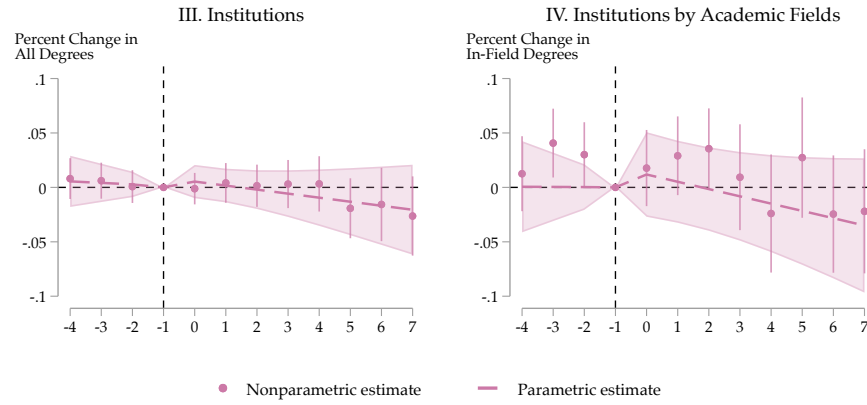 III. Institutions
Percent Change in
All Degrees
.1
.05
0
-.05
-.1
-4 -3 -2 -1 0 1 2 3 4 5 6 7
IV. Institutions by Academic Fields
Percent Change in
In-Field Degrees
.1
.05
0
-.05
-.1
-4 -3 -2 -1 0 1 2 3 4 5 6 7
Nonparametric estimate
Parametric estimate